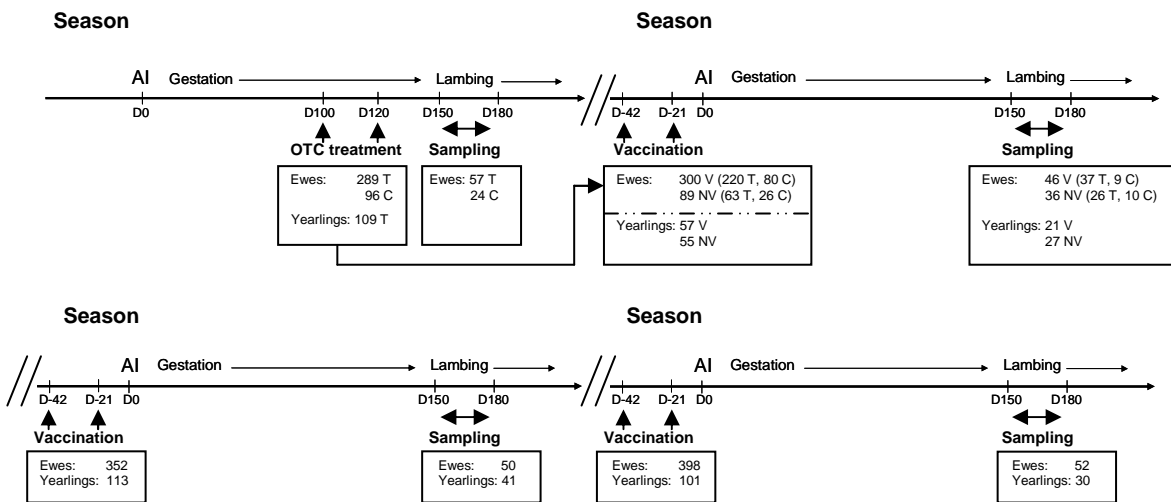 Season
Season
AI Gestation Lambing
AI Gestation Lambing
D0 D100 D120 D150 D180
D-42 D-21 D0 D150 D180
OTC treatment Sampling
Vaccination Sampling
Ewes: 289 T
96 C
Yearlings: 109 T
Ewes: 57 T
24 C
Ewes: 300 V (220 T, 80 C)
89 NV (63 T, 26 C)
Yearlings: 57 V
55 NV
Ewes: 46 V (37 T, 9 C)
36 NV (26 T, 10 C)
Yearlings: 21 V
27 NV
Season
Season
AI Gestation Lambing
AI Gestation Lambing
D-42 D-21 D0 D150 D180
D-42 D-21 D0 D150 D180
Vaccination Sampling
Vaccination Sampling
Ewes: 352
Yearlings: 113
Ewes: 50
Yearlings: 41
Ewes: 398
Yearlings: 101
Ewes: 52
Yearlings: 30